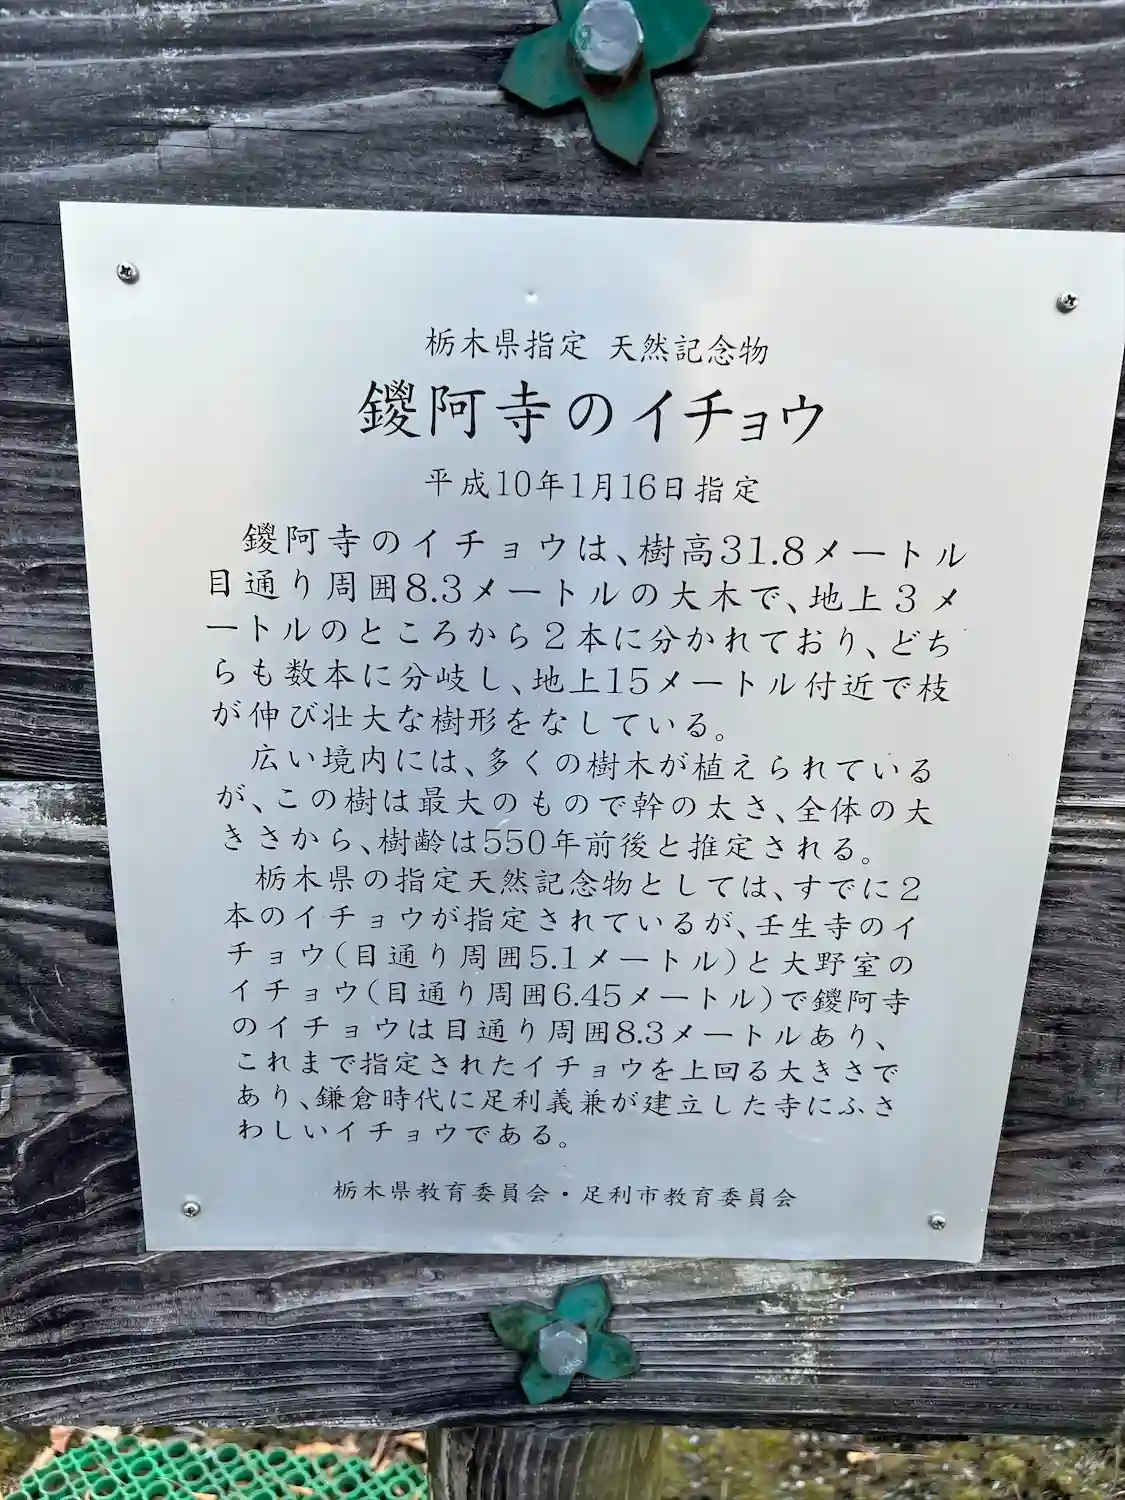 栃木県指定 天然記念物
鑁阿寺のイチョウ
平成10年1月16日指定
鑁阿寺のイチョウは、樹高31.8メートル
目通り周囲8.3メートルの大木で、地上3メ
ートルのところから2本に分かれており、どち
らも数本に分岐し、地上15メートル付近で枝
が伸び壮大な樹形をなしている。
広い境内には、多くの樹木が植えられている
が、この樹は最大のもので幹の太さ、全体の大
きさから、樹齢は550年前後と推定される。
栃木県の指定天然記念物としては、すでに2
本のイチョウが指定されているが、壬生寺のイ
チョウ(目通り周囲5.1メートル)と大野室の
イチョウ(目通り周囲6.45メートル)で鑁阿寺
のイチョウは目通り周囲8.3メートルあり、
これまで指定されたイチョウを上回る大きさで
あり、鎌倉時代に足利義兼が建立した寺にふさ
わしいイチョウである。
栃木県教育委員会・足利市教育委員会